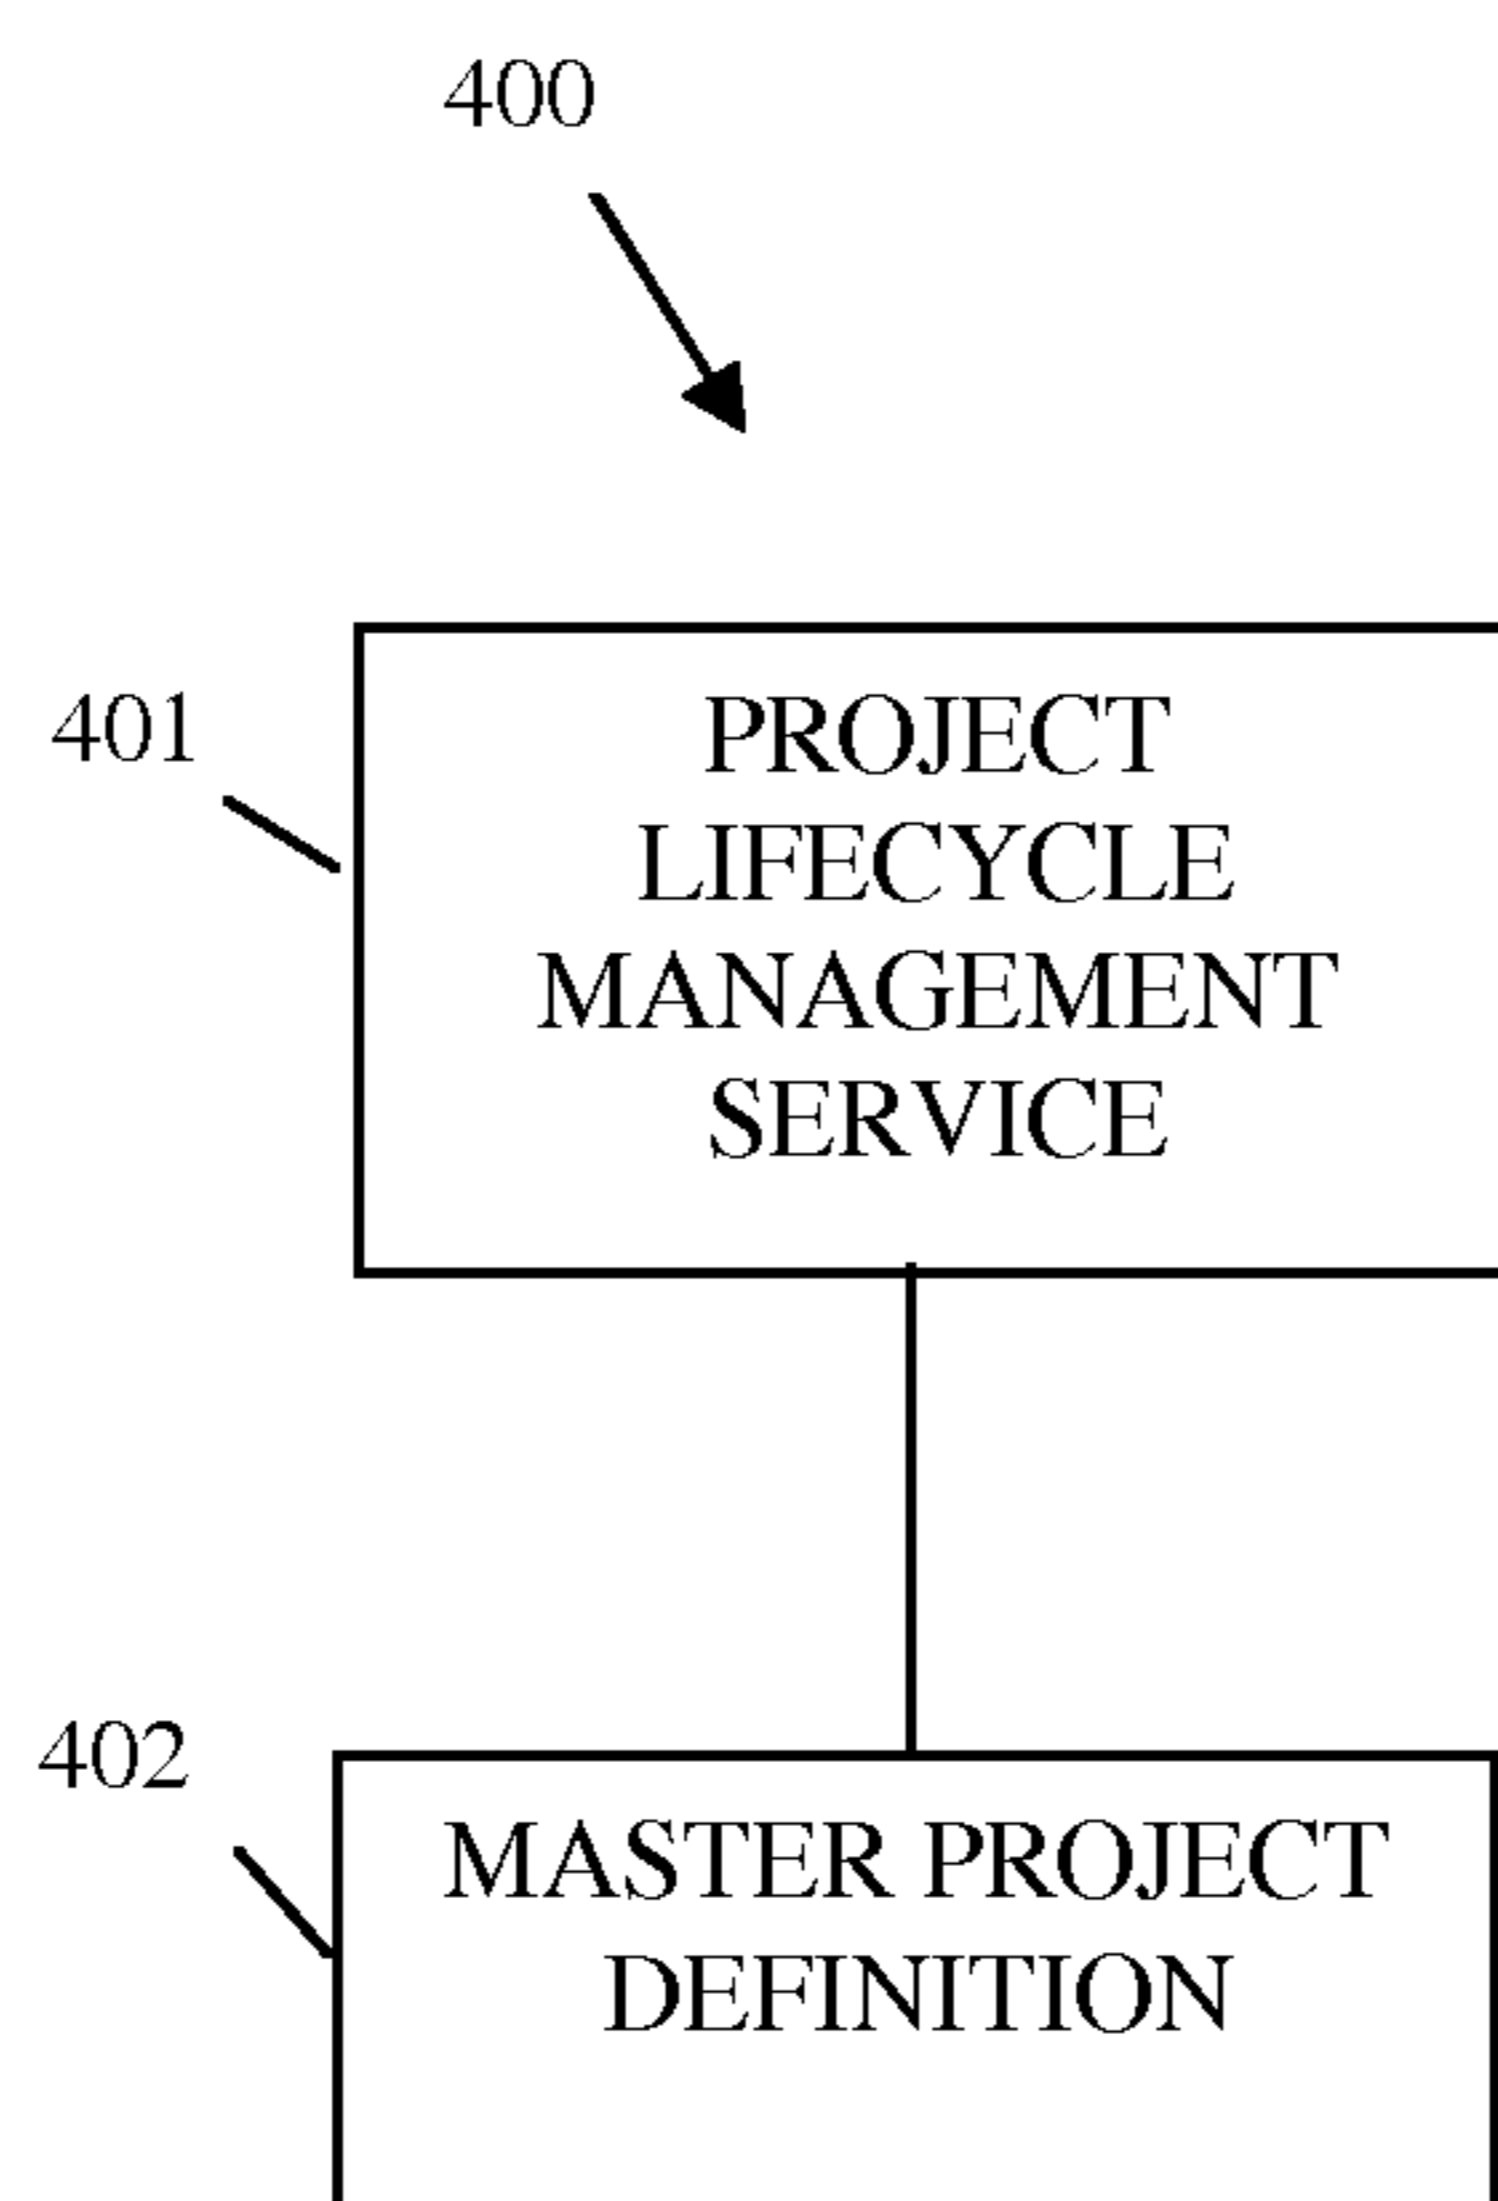 400
401
PROJECT
LIFECYCLE
MANAGEMENT
SERVICE
402
MASTER PROJECT
DEFINITION